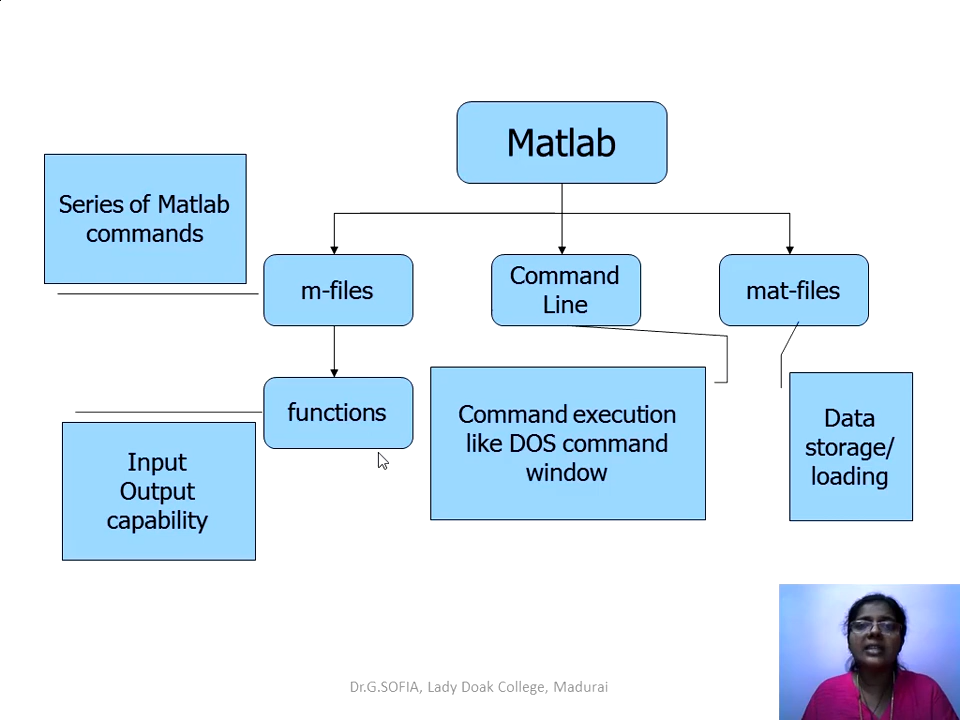 Matlab
Series of Matlab
commands
m-files
Command
Line
mat-files
functions
Input
Output
capability
Command execution
like DOS command
window
Data
storage/
loading
Dr.G.SOFIA, Lady Doak College, Madurai